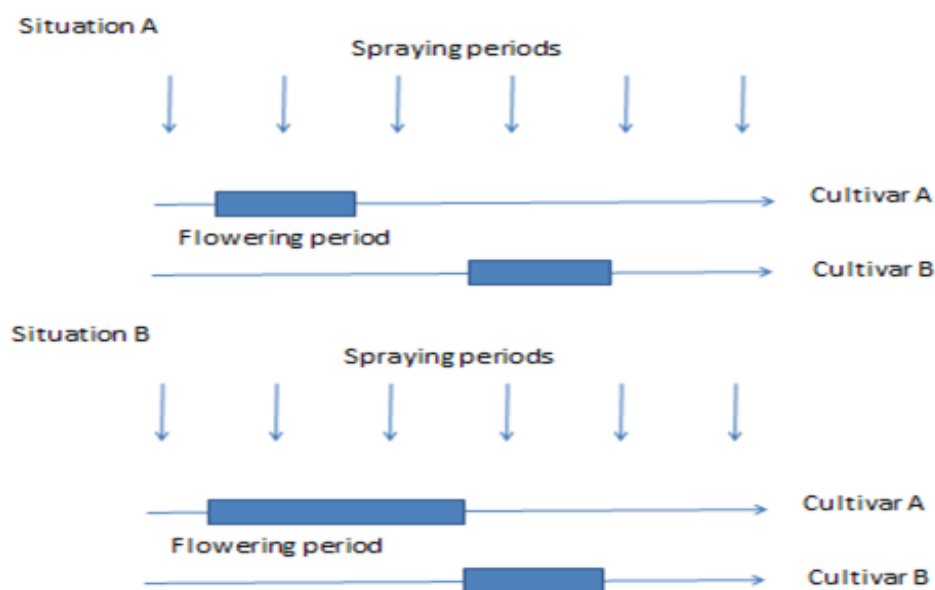 Situation A
Spraying periods
Cultivar A
Flowering period
Cultivar B
Situation B
Spraying periods
Cultivar A
Flowering period
Cultivar B